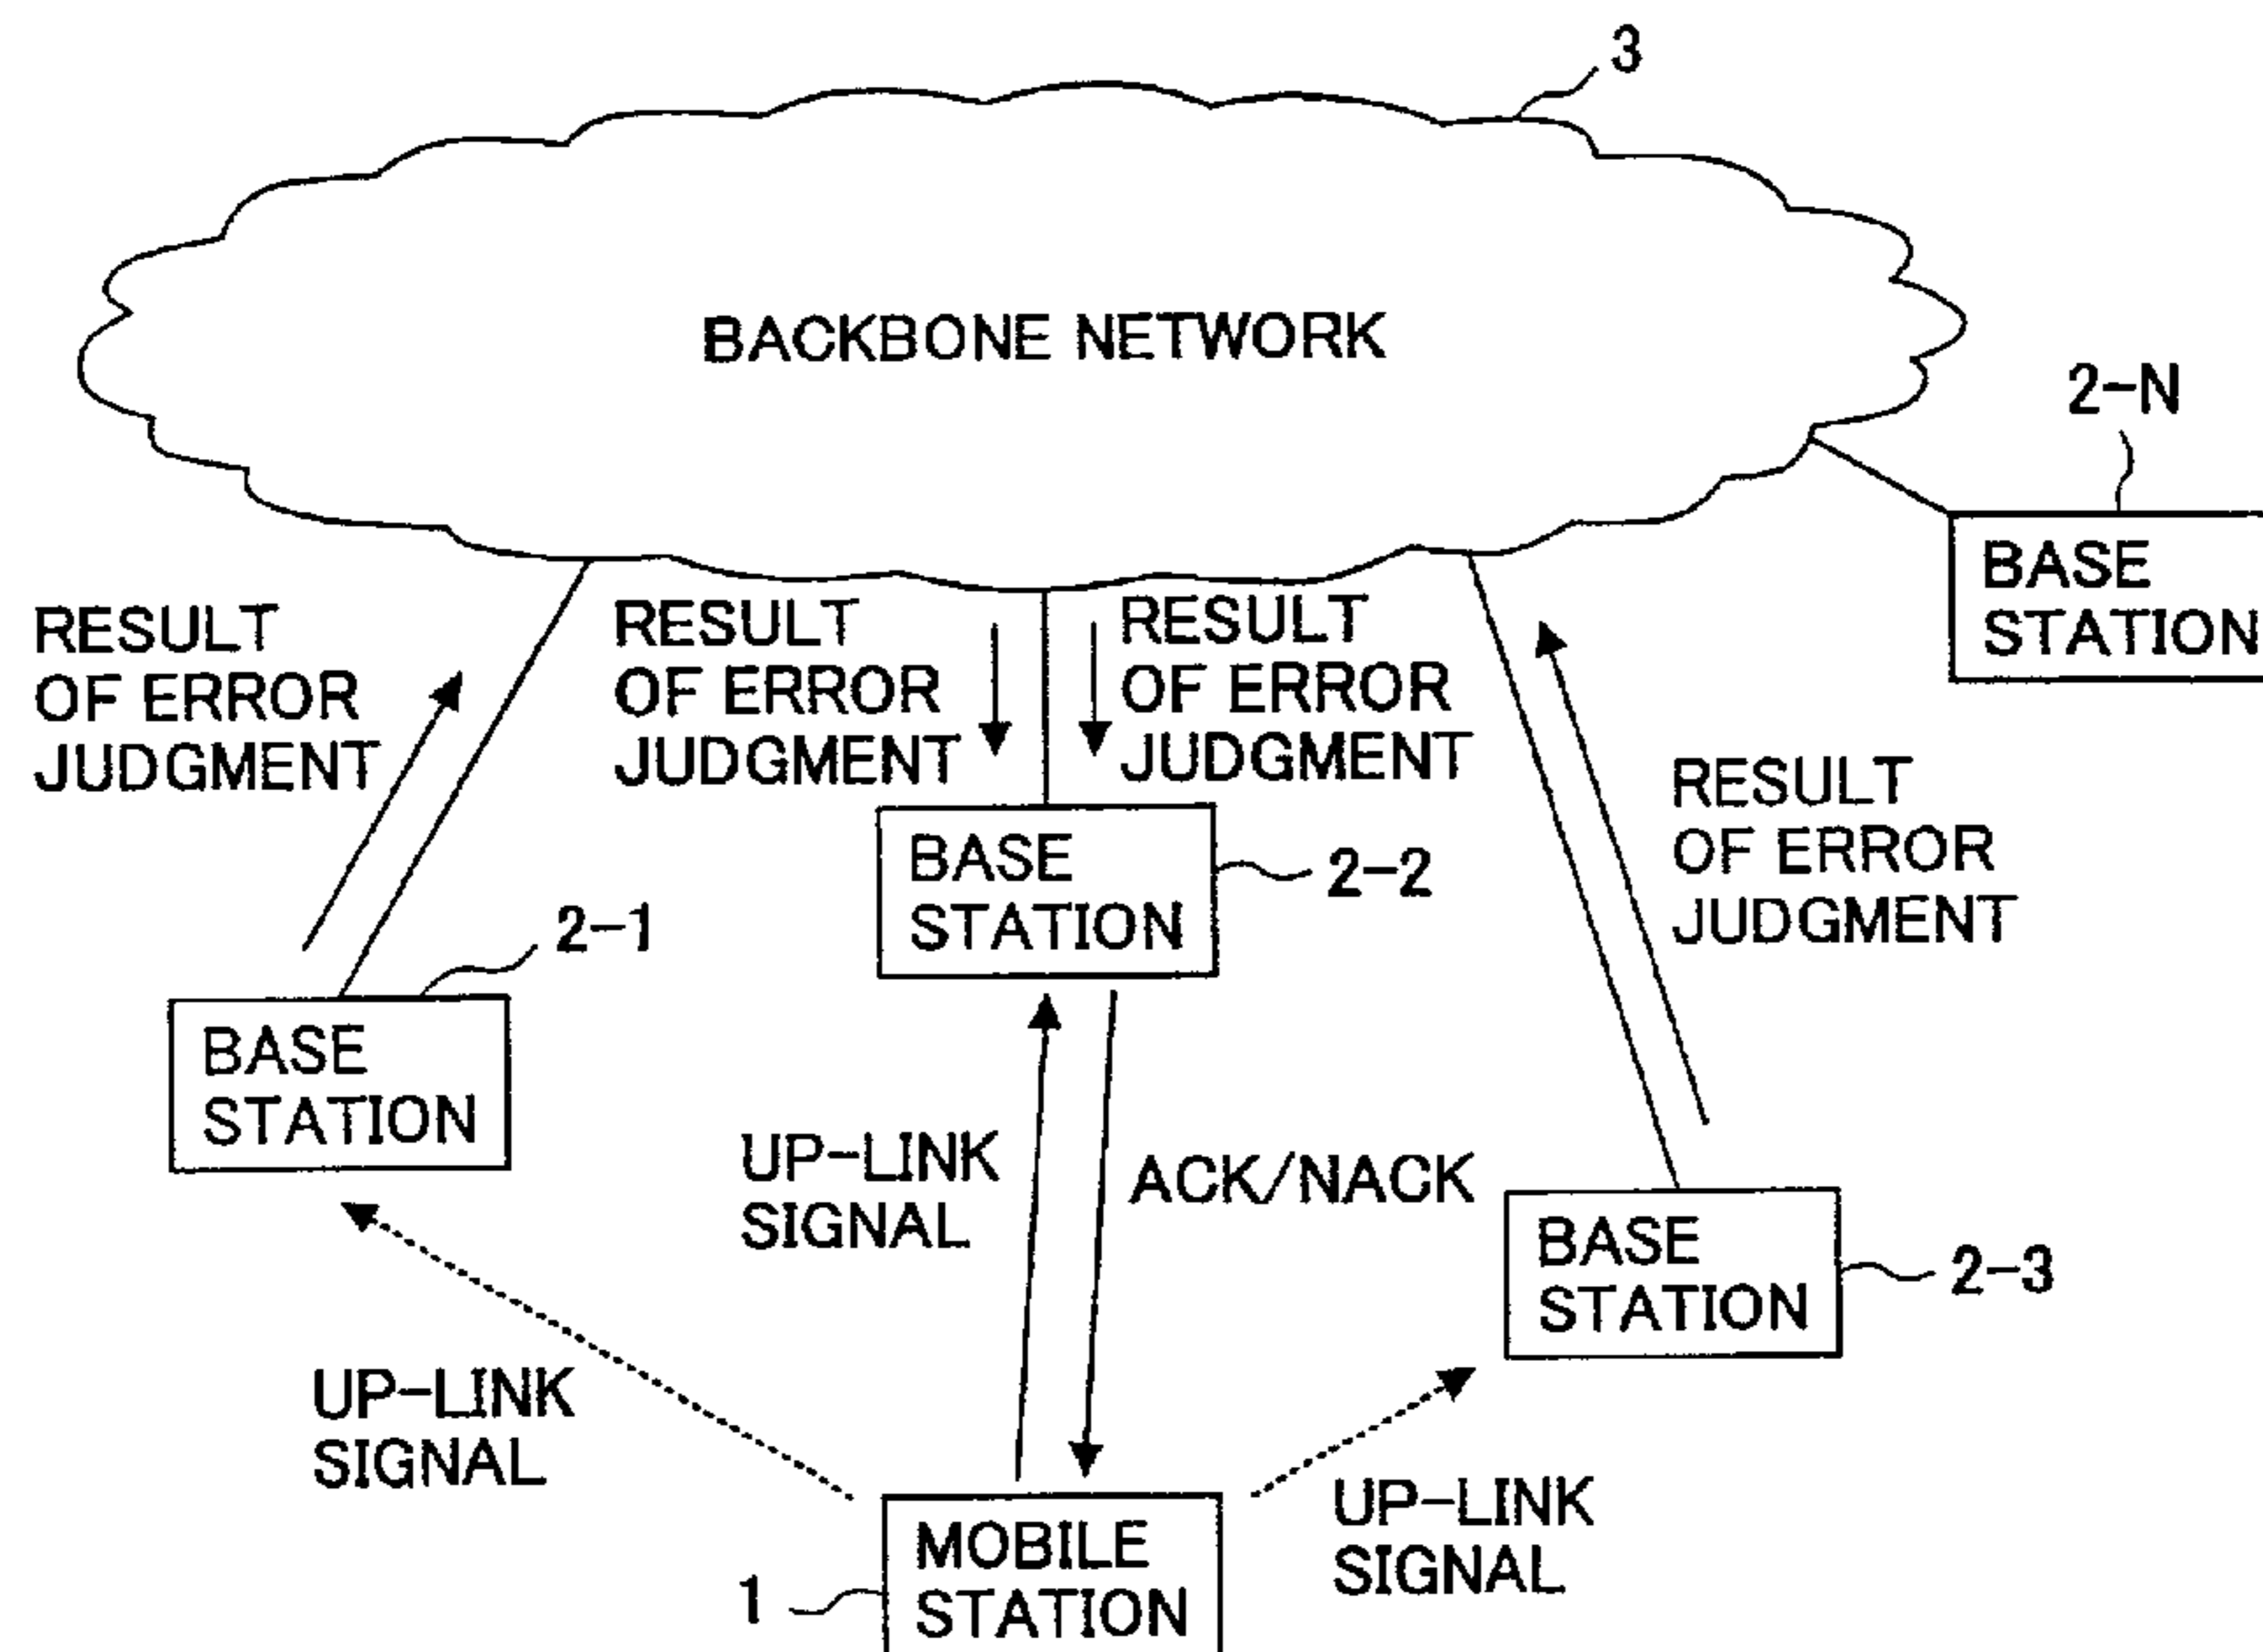 3
BACKBONE NETWORK
2-N
BASE
STATION
RESULT
OF ERROR
JUDGMENT
RESULT
OF ERROR
JUDGMENT
RESULT
OF ERROR
JUDGMENT
RESULT
OF ERROR
JUDGMENT
BASE
STATION
2-2
2-1
BASE
STATION
UP-LINK
SIGNAL
ACK/NACK
BASE
STATION
2-3
UP-LINK
SIGNAL
UP-LINK
SIGNAL
MOBILE
STATION
1